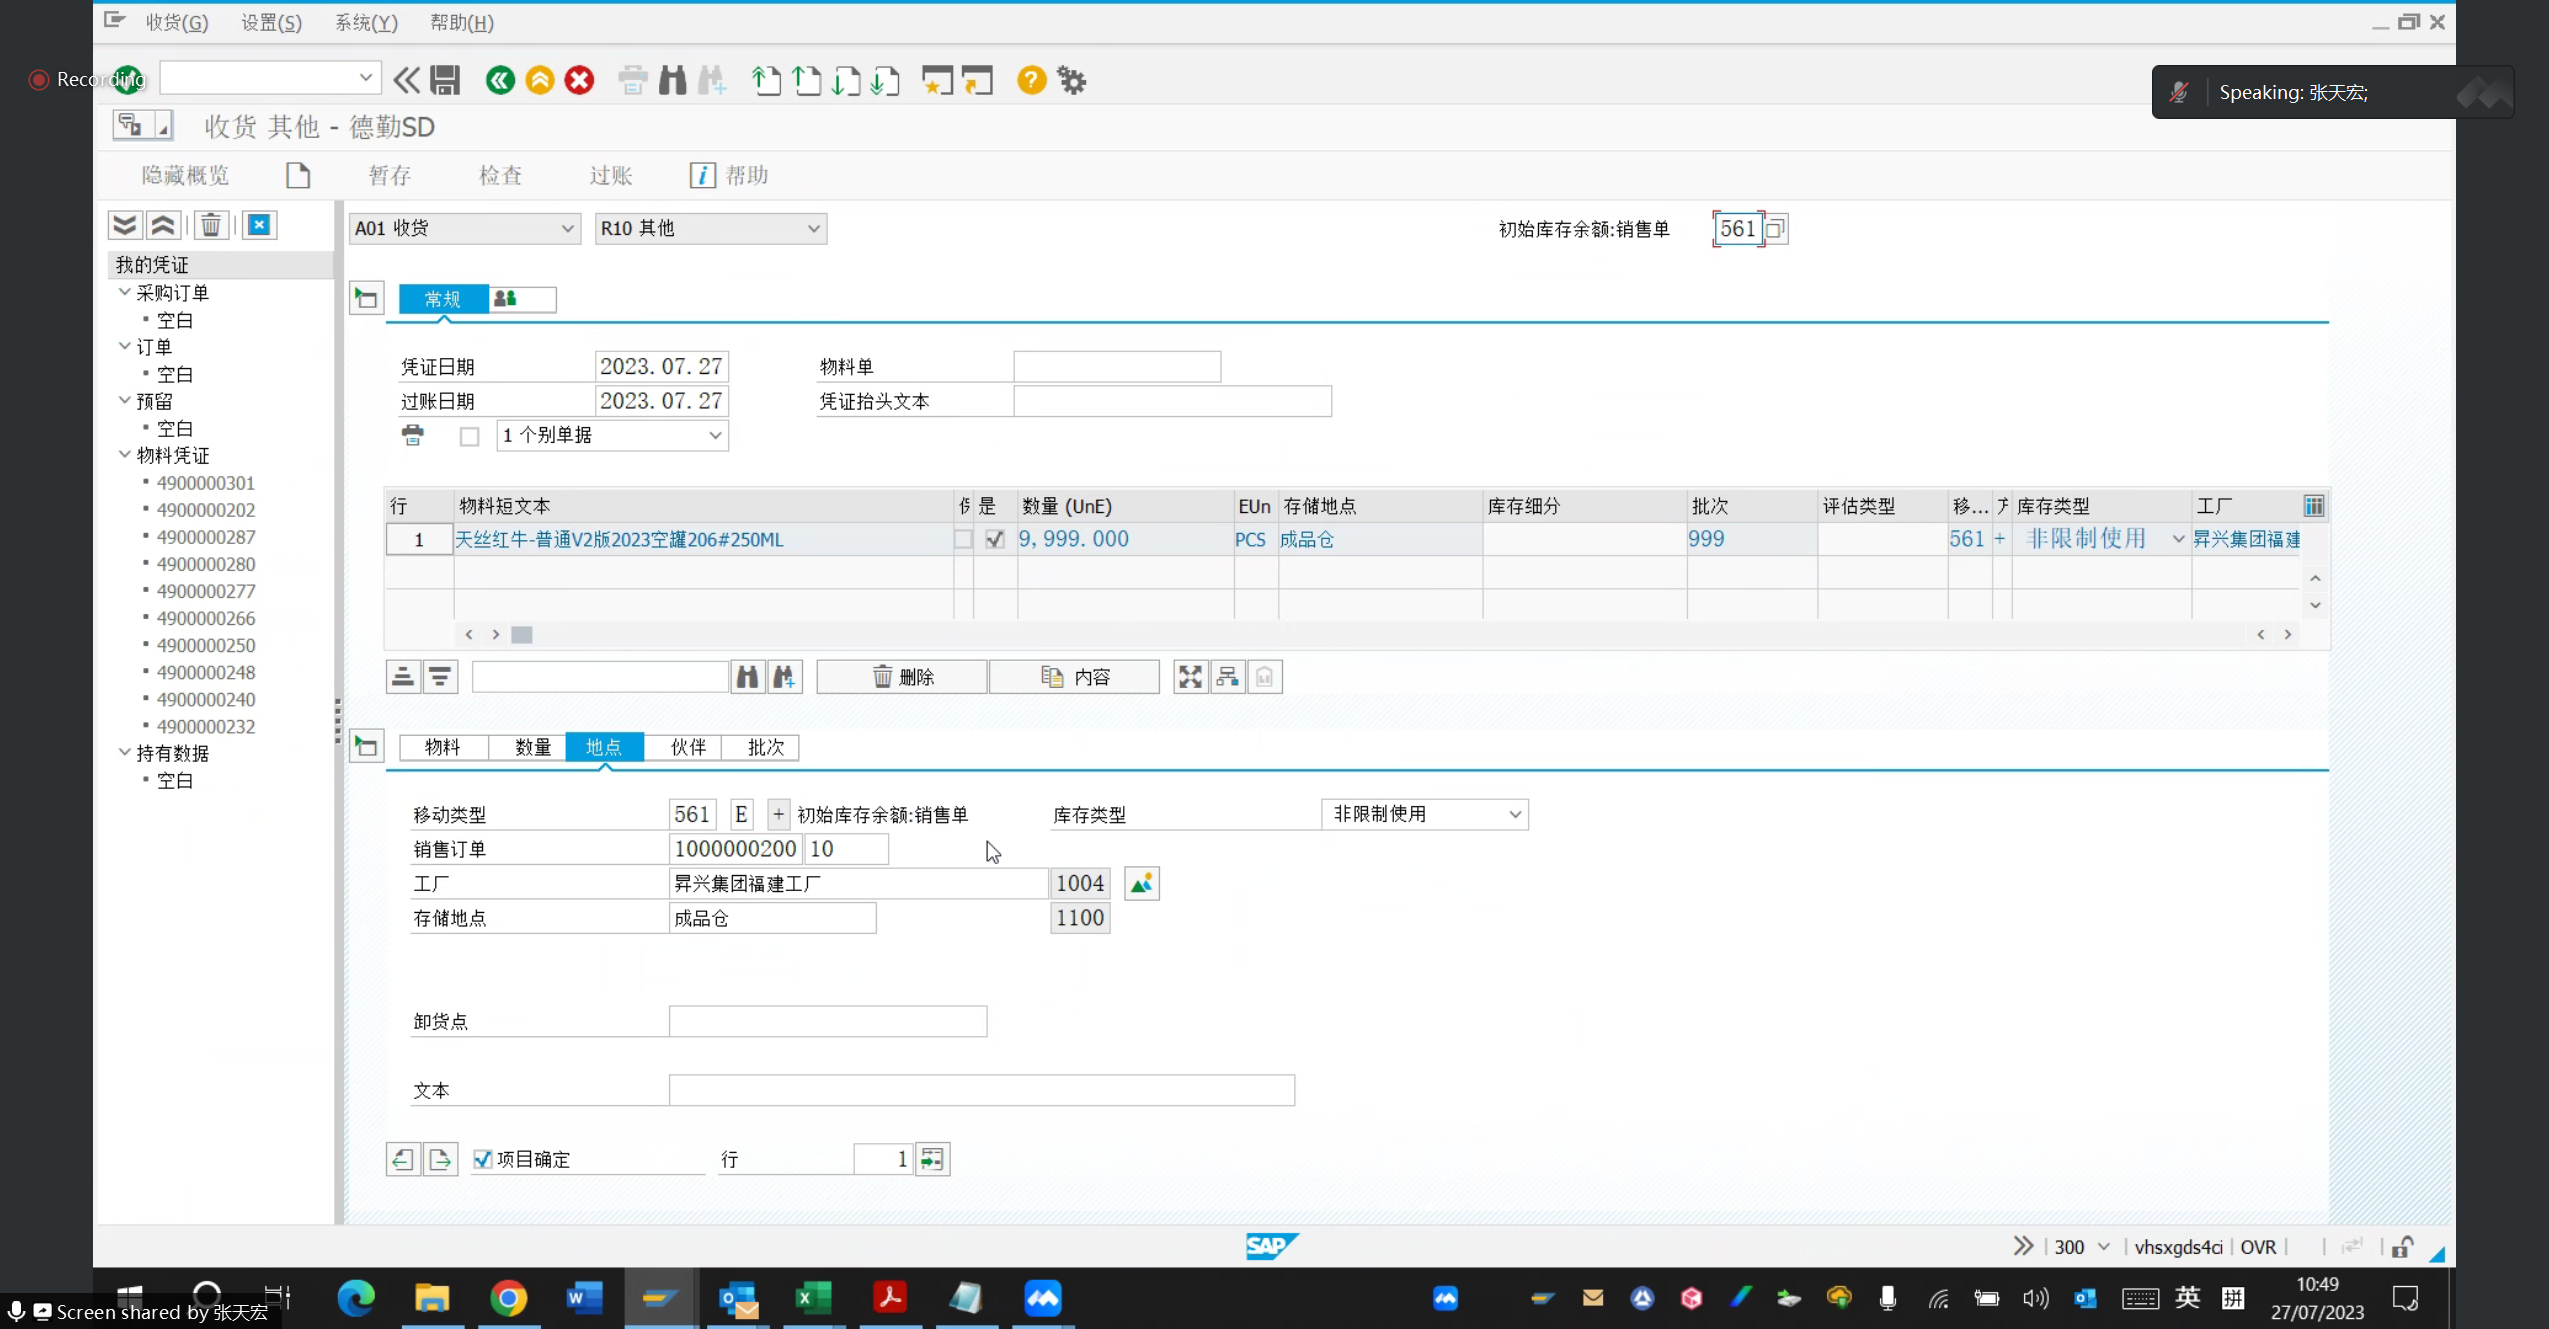 收货(G) 设置(S) 系统(Y) 帮助(H)
Recording
Speaking: 张天宏;
收货 其他 - 德勤SD
隐藏概览 暂存 检查 过账 帮助
A01 收货 R10 其他 初始库存余额:销售单 561
我的凭证
采购订单
空白
订单
空白
预留
空白
物料凭证
4900000301
4900000202
4900000287
4900000280
4900000277
4900000266
4900000250
4900000248
4900000240
4900000232
持有数据
空白
常规
凭证日期 2023.07.27 物料单
过账日期 2023.07.27 凭证抬头文本
1 个别单据
行 物料短文本 是 数量 (UnE) EUn 存储地点 库存细分 批次 评估类型 移... 库存类型 工厂
1 天丝红牛-普通V2版2023空罐206#250ML 9,999.000 PCS 成品仓 999 561 + 非限制使用 昇兴集团福建
删除 内容
物料 数量 地点 伙伴 批次
移动类型 561 E + 初始库存余额:销售单 库存类型 非限制使用
销售订单 1000000200 10
工厂 昇兴集团福建工厂 1004
存储地点 成品仓 1100
卸货点
文本
项目确定 行 1
SAP
300 vhsxgds4ci OVR
Screen shared by 张天宏
英 拼
10:49
27/07/2023